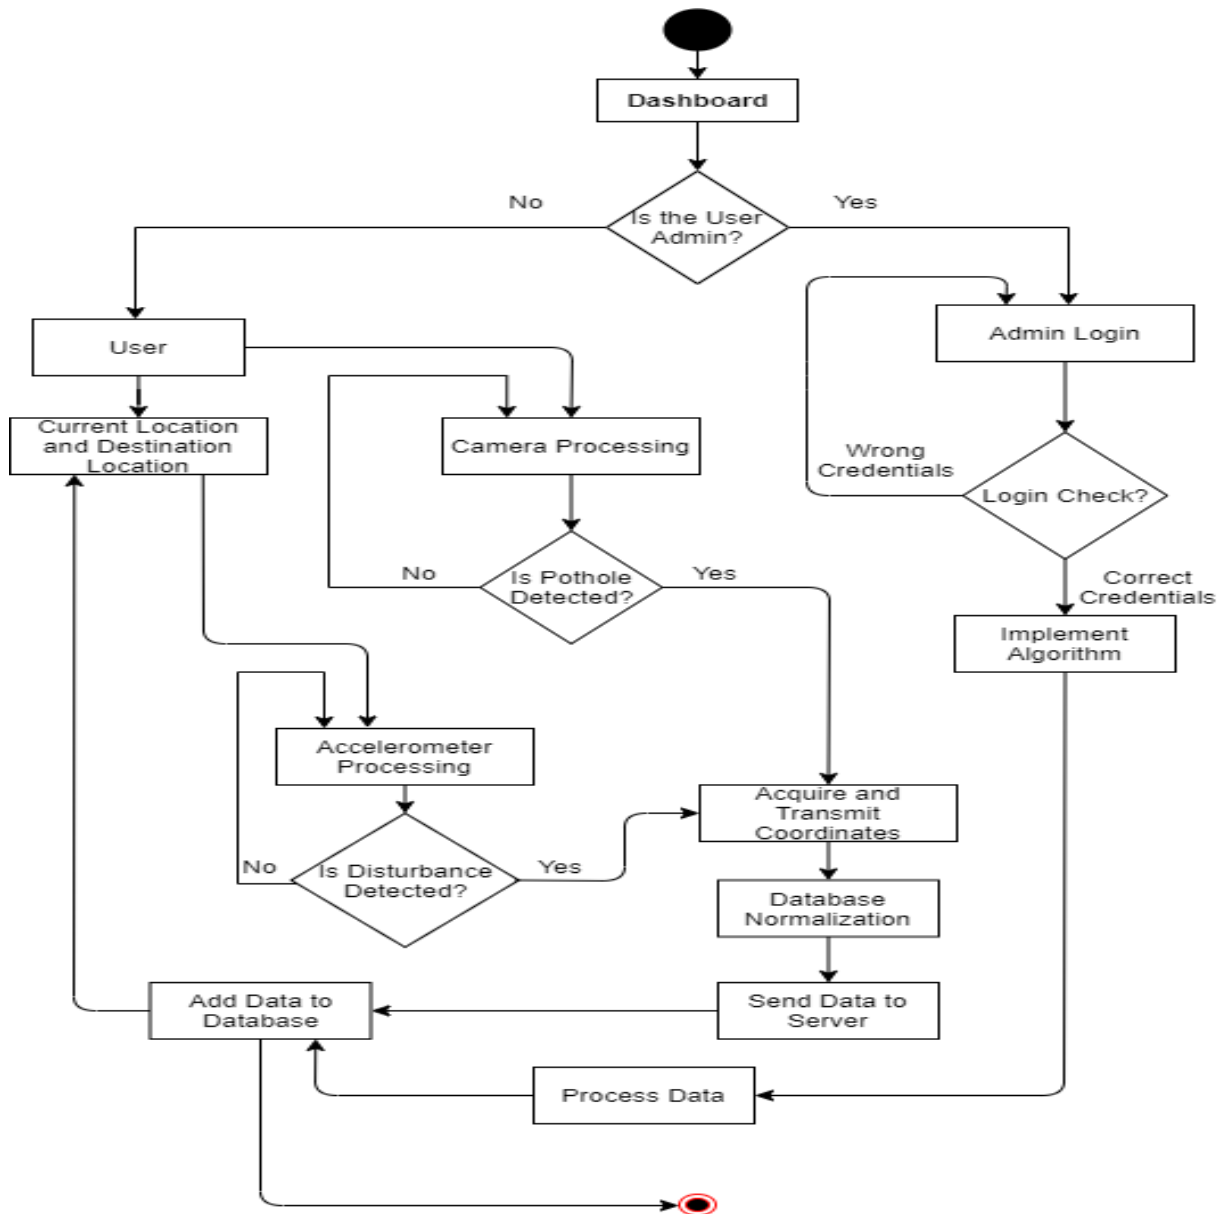 Dashboard
No
Yes
Is the User
Admin?
User
Admin Login
Current Location
and Destination
Location
Camera Processing
Wrong
Credentials
Login Check?
No
Is Pothole
Detected?
Yes
Correct
Credentials
Implement
Algorithm
Accelerometer
Processing
Acquire and
Transmit
Coordinates
No
Is Disturbance
Detected?
Yes
Database
Normalization
Add Data to
Database
Send Data to
Server
Process Data